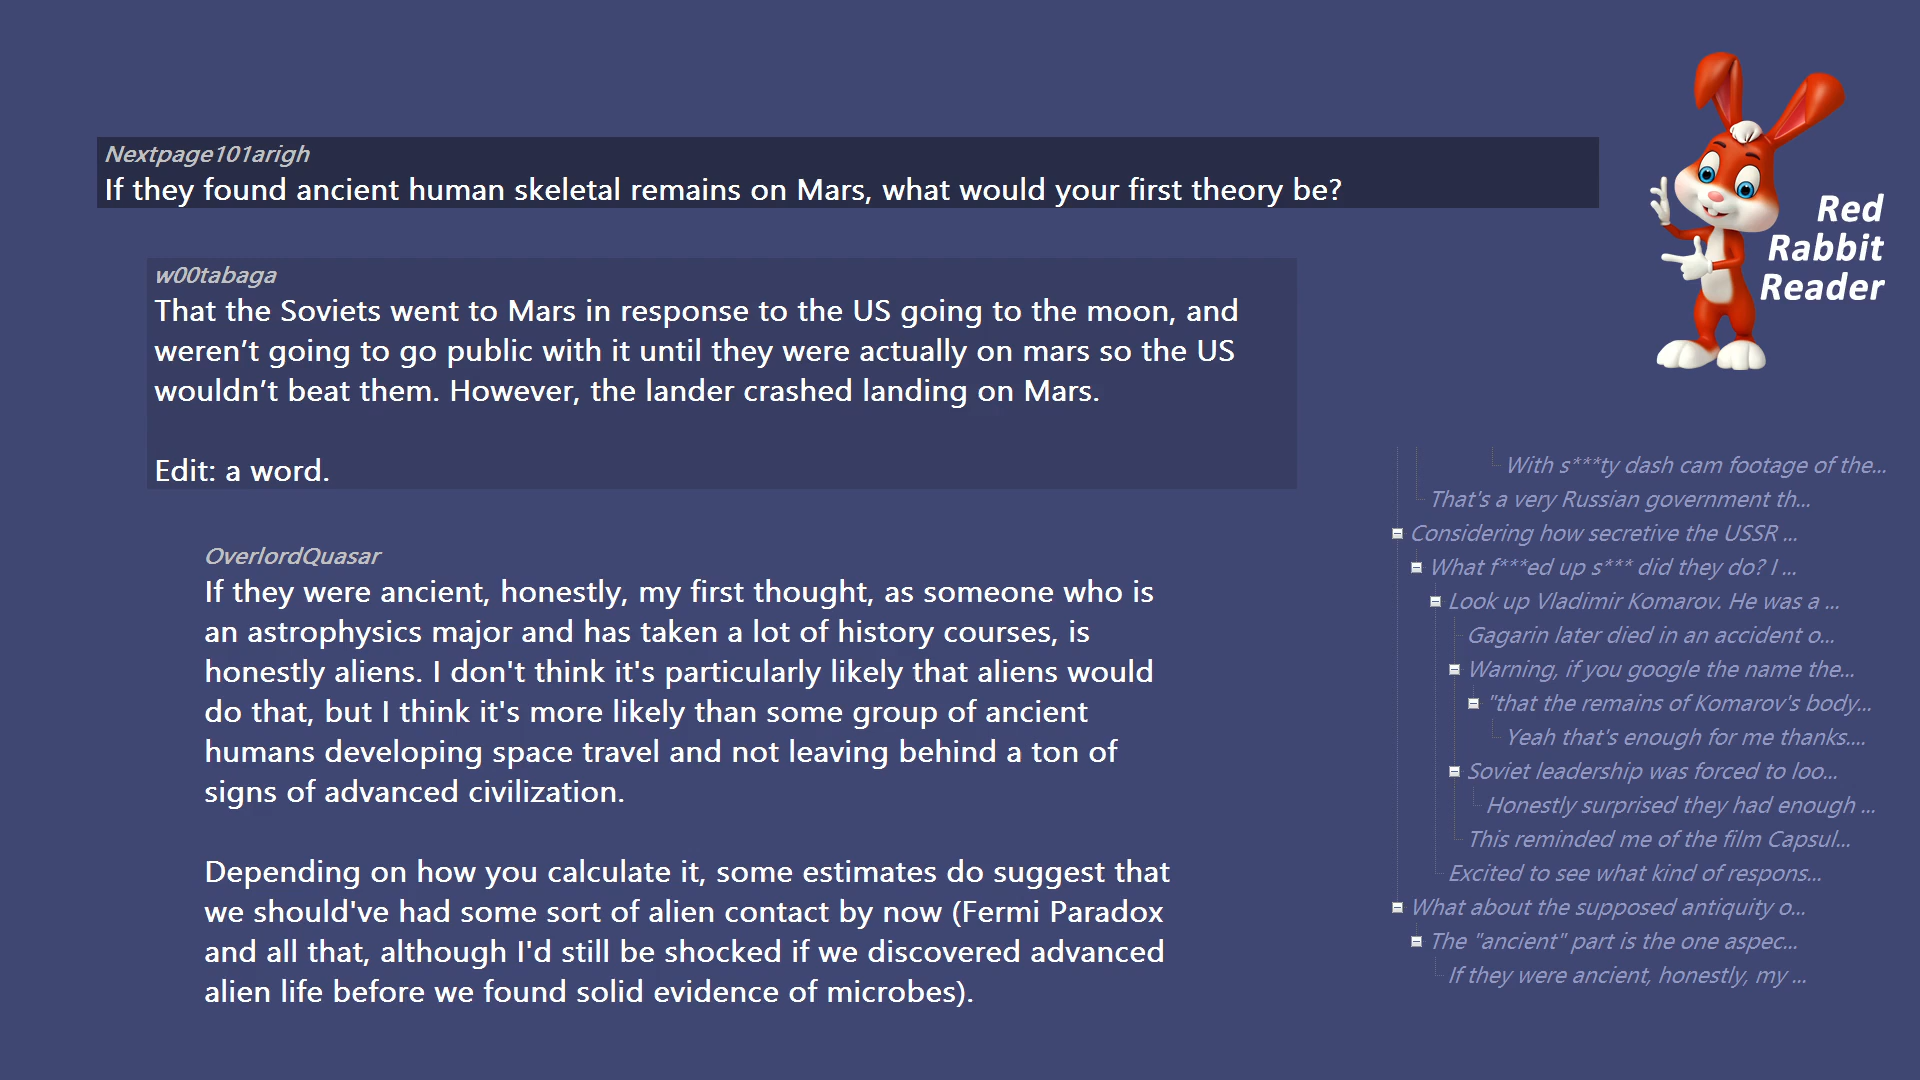 Nextpage101arigh
If they found ancient human skeletal remains on Mars, what would your first theory be?
w00tabaga
That the Soviets went to Mars in response to the US going to the moon, and
weren’t going to go public with it until they were actually on mars so the US
wouldn’t beat them. However, the lander crashed landing on Mars.
Edit: a word.
OverlordQuasar
If they were ancient, honestly, my first thought, as someone who is
an astrophysics major and has taken a lot of history courses, is
honestly aliens. I don't think it's particularly likely that aliens would
do that, but I think it's more likely than some group of ancient
humans developing space travel and not leaving behind a ton of
signs of advanced civilization.
Depending on how you calculate it, some estimates do suggest that
we should've had some sort of alien contact by now (Fermi Paradox
and all that, although I'd still be shocked if we discovered advanced
alien life before we found solid evidence of microbes).
Red
Rabbit
Reader
With s***ty dash cam footage of the...
That's a very Russian government th...
Considering how secretive the USSR ...
What f***ed up s*** did they do? I ...
Look up Vladimir Komarov. He was a ...
Gagarin later died in an accident o...
Warning, if you google the name the...
"that the remains of Komarov's body...
Yeah that's enough for me thanks....
Soviet leadership was forced to loo...
Honestly surprised they had enough ...
This reminded me of the film Capsul...
Excited to see what kind of respons...
What about the supposed antiquity o...
The "ancient" part is the one aspec...
If they were ancient, honestly, my ...